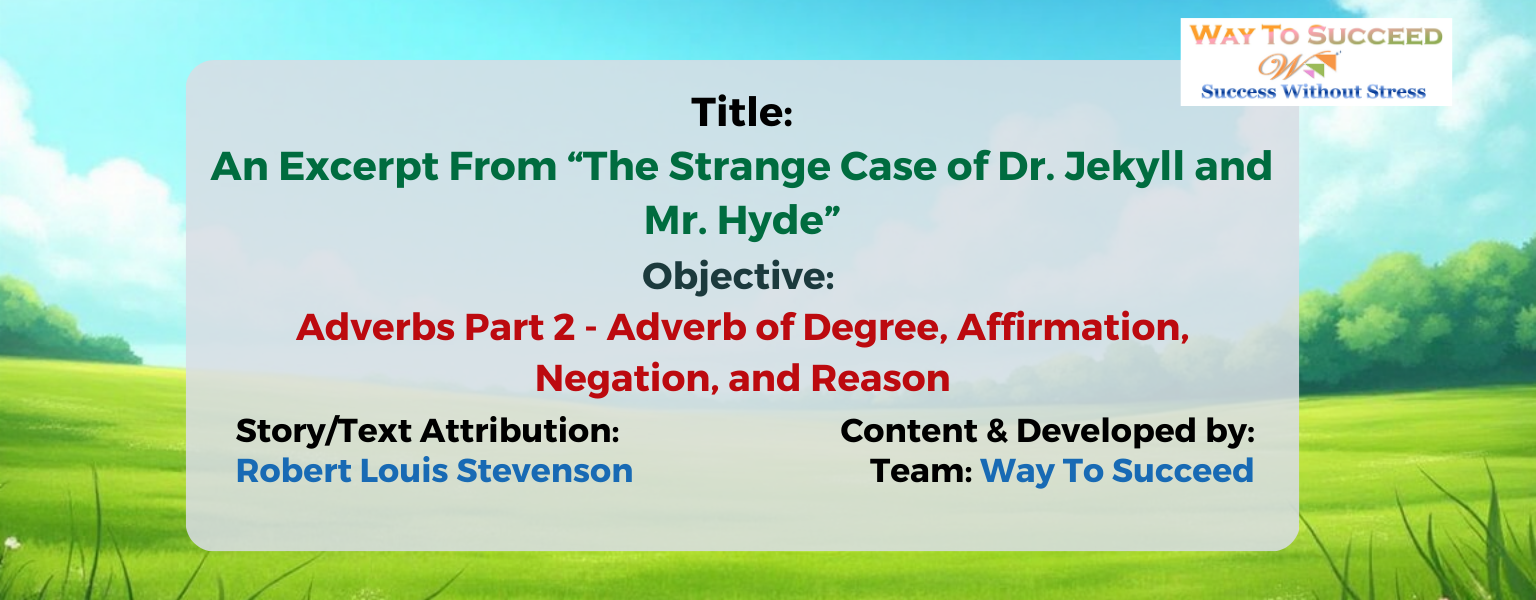 WAY TO SUCCEED
W
Success Without Stress
Title:
An Excerpt From “The Strange Case of Dr. Jekyll and
Mr. Hyde”
Objective:
Adverbs Part 2 - Adverb of Degree, Affirmation,
Negation, and Reason
Story/Text Attribution:
Robert Louis Stevenson
Content & Developed by:
Team: Way To Succeed